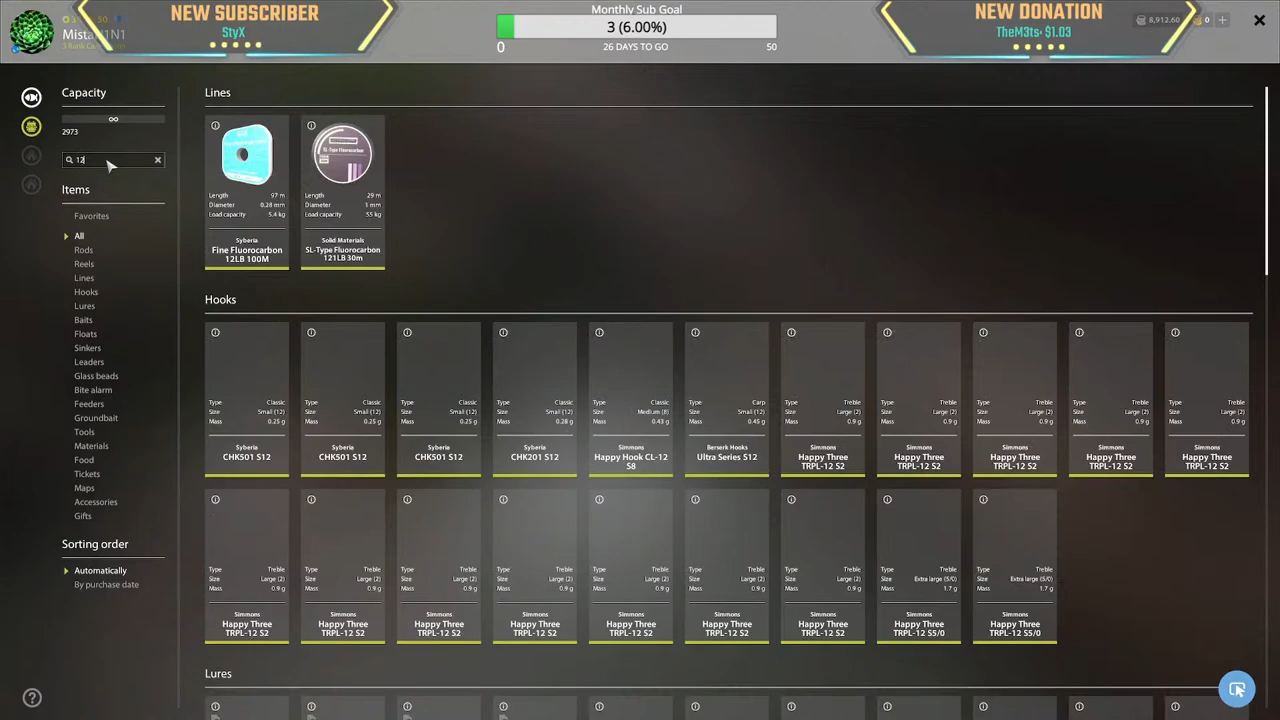 NEW SUBSCRIBER
StyX
Monthly Sub Goal
3 (6.00%)
0
26 DAYS TO GO
50
NEW DONATION
TheM3ts• $1.03
8,912.60
0
Capacity
∞
2973
12
Items
Favorites
All
Rods
Reels
Lines
Hooks
Lures
Baits
Floats
Sinkers
Leaders
Glass beads
Bite alarm
Feeders
Groundbait
Tools
Materials
Food
Tickets
Maps
Accessories
Gifts
Sorting order
Automatically
By purchase date
Lines
Length 97 m
Diameter 0.28 mm
Load capacity 5.4 kg
Syberia
Fine Fluorocarbon
12LB 100M
Length 29 m
Diameter 1 mm
Load capacity 55 kg
Solid Materials
SL-Type Fluorocarbon
121LB 30m
Hooks
Type Classic
Size Small (12)
Mass 0.25 g
Syberia
CHK501 S12
Type Classic
Size Small (12)
Mass 0.25 g
Syberia
CHK501 S12
Type Classic
Size Small (12)
Mass 0.25 g
Syberia
CHK501 S12
Type Classic
Size Small (12)
Mass 0.28 g
Syberia
CHK201 S12
Type Classic
Size Medium (8)
Mass 0.43 g
Simmons
Happy Hook CL-12
S8
Type Carp
Size Small (12)
Mass 0.45 g
Berserk Hooks
Ultra Series S12
Type Treble
Size Large (2)
Mass 0.9 g
Simmons
Happy Three
TRPL-12 S2
Type Treble
Size Large (2)
Mass 0.9 g
Simmons
Happy Three
TRPL-12 S2
Type Treble
Size Large (2)
Mass 0.9 g
Simmons
Happy Three
TRPL-12 S2
Type Treble
Size Large (2)
Mass 0.9 g
Simmons
Happy Three
TRPL-12 S2
Type Treble
Size Large (2)
Mass 0.9 g
Simmons
Happy Three
TRPL-12 S2
Type Treble
Size Large (2)
Mass 0.9 g
Simmons
Happy Three
TRPL-12 S2
Type Treble
Size Large (2)
Mass 0.9 g
Simmons
Happy Three
TRPL-12 S2
Type Treble
Size Large (2)
Mass 0.9 g
Simmons
Happy Three
TRPL-12 S2
Type Treble
Size Large (2)
Mass 0.9 g
Simmons
Happy Three
TRPL-12 S2
Type Treble
Size Large (2)
Mass 0.9 g
Simmons
Happy Three
TRPL-12 S2
Type Treble
Size Large (2)
Mass 0.9 g
Simmons
Happy Three
TRPL-12 S2
Type Treble
Size Large (2)
Mass 0.9 g
Simmons
Happy Three
TRPL-12 S2
Type Treble
Size Extra large (5/0)
Mass 1.7 g
Simmons
Happy Three
TRPL-12 S5/0
Type Treble
Size Extra large (5/0)
Mass 1.7 g
Simmons
Happy Three
TRPL-12 S5/0
Lures